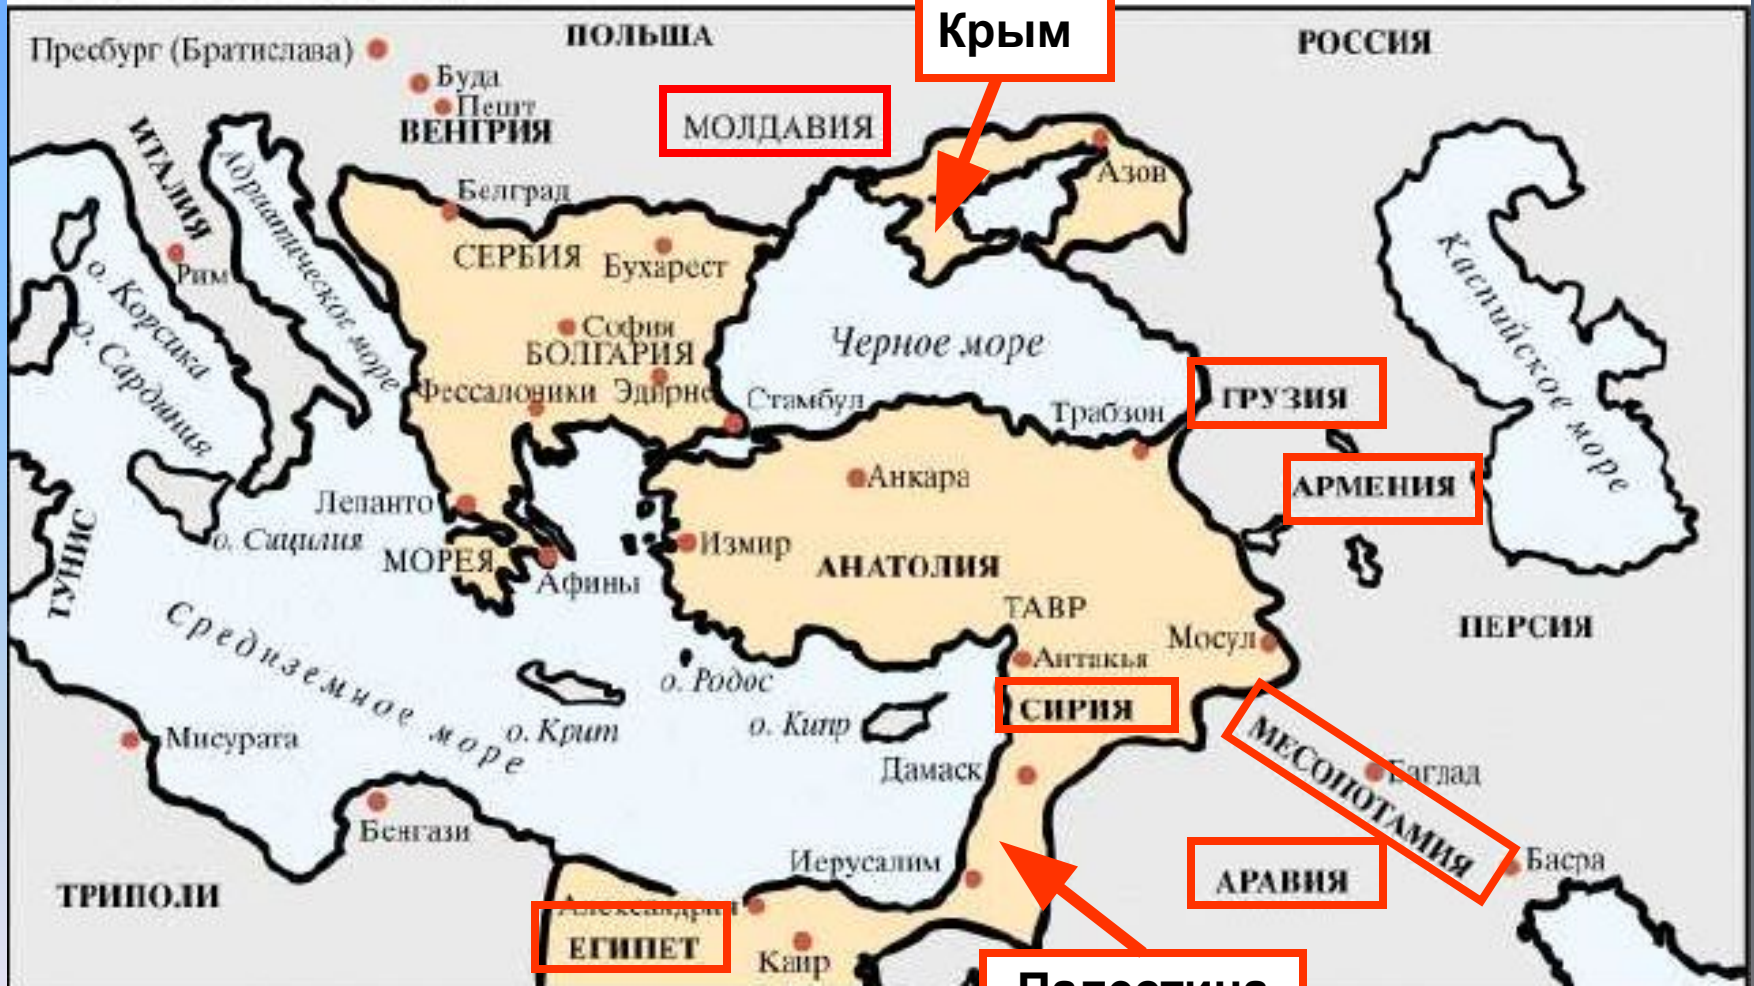 Крым
ПОЛЬША
РОССИЯ
Пресбург (Братислава)
Буда
Пешт
ВЕНГРИЯ
МОЛДАВИЯ
ИТАЛИЯ
Адриатическое море
Азов
Белград
СЕРБИЯ
Бухарест
Рим
о. Корсика
о. Сардиния
София
БОЛГАРИЯ
Черное море
Каспийское море
Фессалоники
Эдирне
Стамбул
Трабзон
ГРУЗИЯ
Анкара
АРМЕНИЯ
Лепанто
о. Сицилия
ТУНИС
МОРЕЯ
Афины
Измир
АНАТОЛИЯ
ТАВР
Мосул
ПЕРСИЯ
Антакья
Средиземное море
о. Родос
СИРИЯ
о. Крит
о. Кипр
Мисурата
МЕСОПОТАМИЯ
Дамаск
Баглад
Бенгази
Иерусалим
Басра
ТРИПОЛИ
АРАВИЯ
Александрия
ЕГИПЕТ
Каир
Палестина